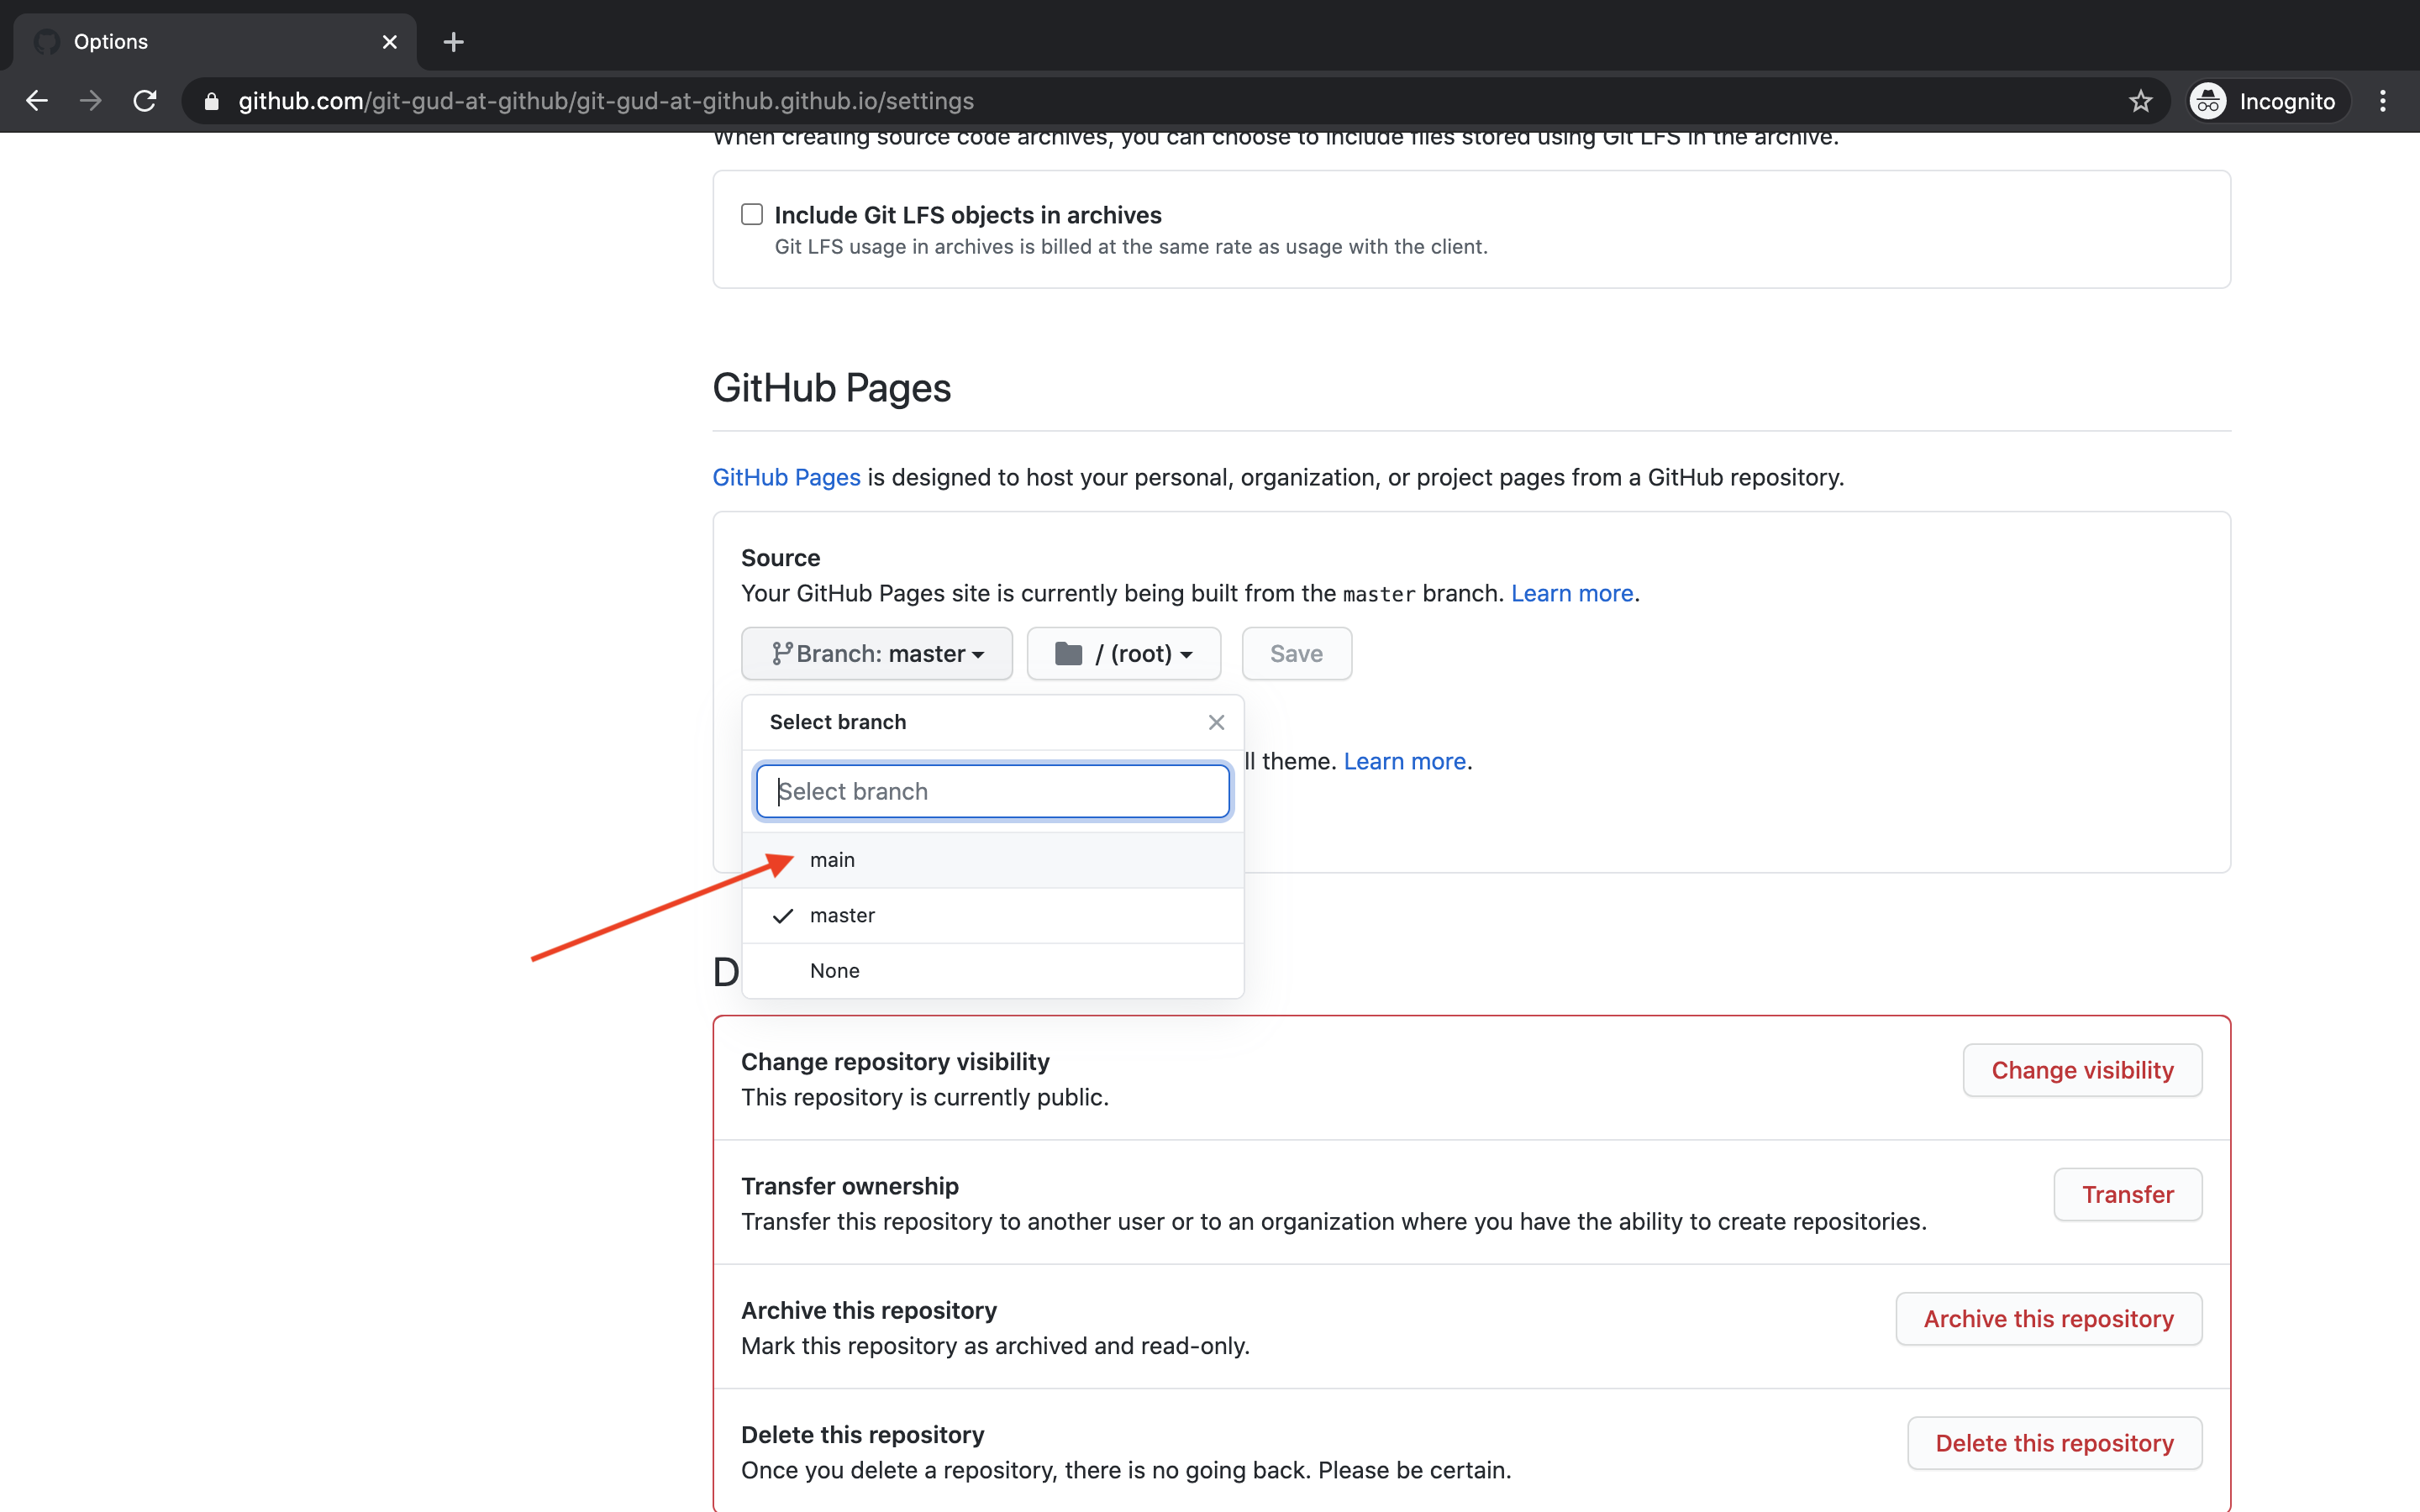 Options
github.com/git-gud-at-github/git-gud-at-github.github.io/settings
Incognito
When creating source code archives, you can choose to include files stored using Git LFS in the archive.
Include Git LFS objects in archives
Git LFS usage in archives is billed at the same rate as usage with the client.
GitHub Pages
GitHub Pages is designed to host your personal, organization, or project pages from a GitHub repository.
Source
Your GitHub Pages site is currently being built from the master branch. Learn more.
Branch: master
/ (root)
Save
Select branch
ll theme. Learn more.
Select branch
main
master
None
D
Change repository visibility
This repository is currently public.
Change visibility
Transfer ownership
Transfer this repository to another user or to an organization where you have the ability to create repositories.
Transfer
Archive this repository
Mark this repository as archived and read-only.
Archive this repository
Delete this repository
Once you delete a repository, there is no going back. Please be certain.
Delete this repository